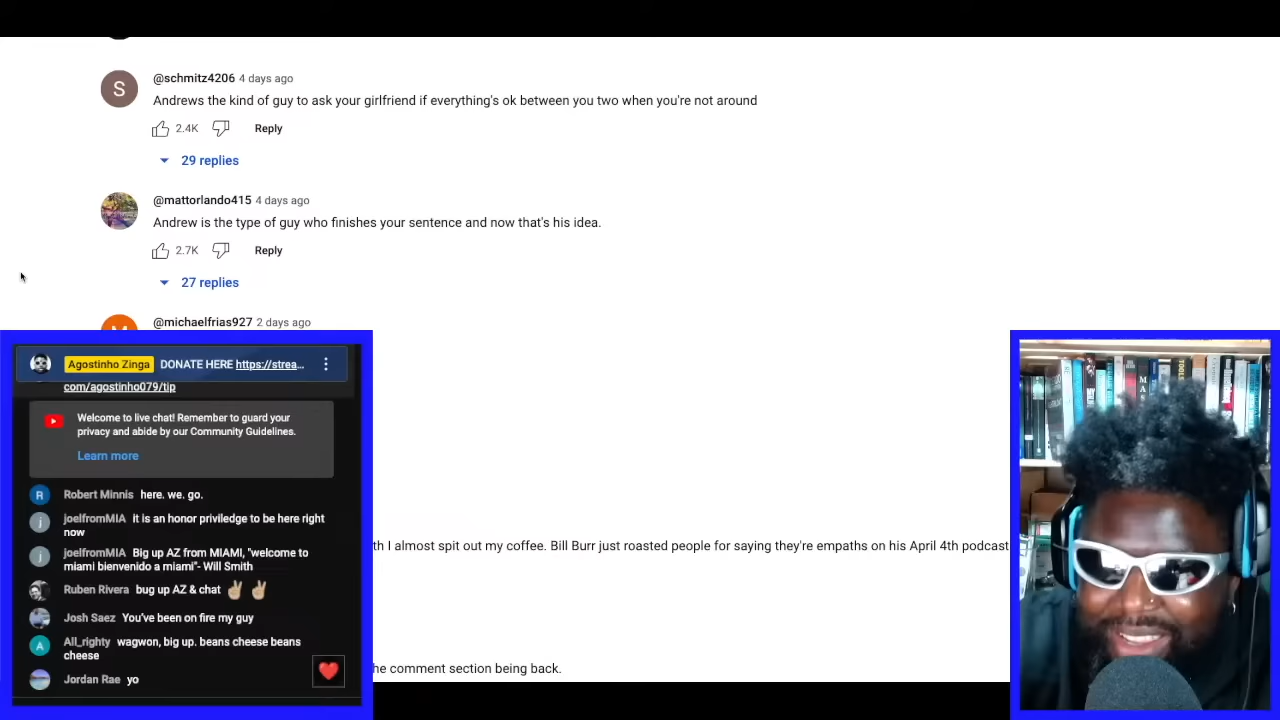 S
@schmitz4206 4 days ago
Andrews the kind of guy to ask your girlfriend if everything's ok between you two when you're not around
2.4K Reply
29 replies
@mattorlando415 4 days ago
Andrew is the type of guy who finishes your sentence and now that's his idea.
2.7K Reply
27 replies
@michaelfrias927 2 days ago
Agostinho Zinga DONATE HERE https://strea...
com/agostinho079/tip
Welcome to live chat! Remember to guard your
privacy and abide by our Community Guidelines.
Learn more
R Robert Minnis here. we. go.
j joelfromMIA it is an honor priviledge to be here right
now
j joelfromMIA Big up AZ from MIAMI, "welcome to
miami bienvenido a miami"- Will Smith
Ruben Rivera bug up AZ & chat ✌🏼✌🏼
Josh Saez You've been on fire my guy
A All_righty wagwon, big up. beans cheese beans
cheese
Jordan Rae yo
th I almost spit out my coffee. Bill Burr just roasted people for saying they're empaths on his April 4th podcast
he comment section being back.